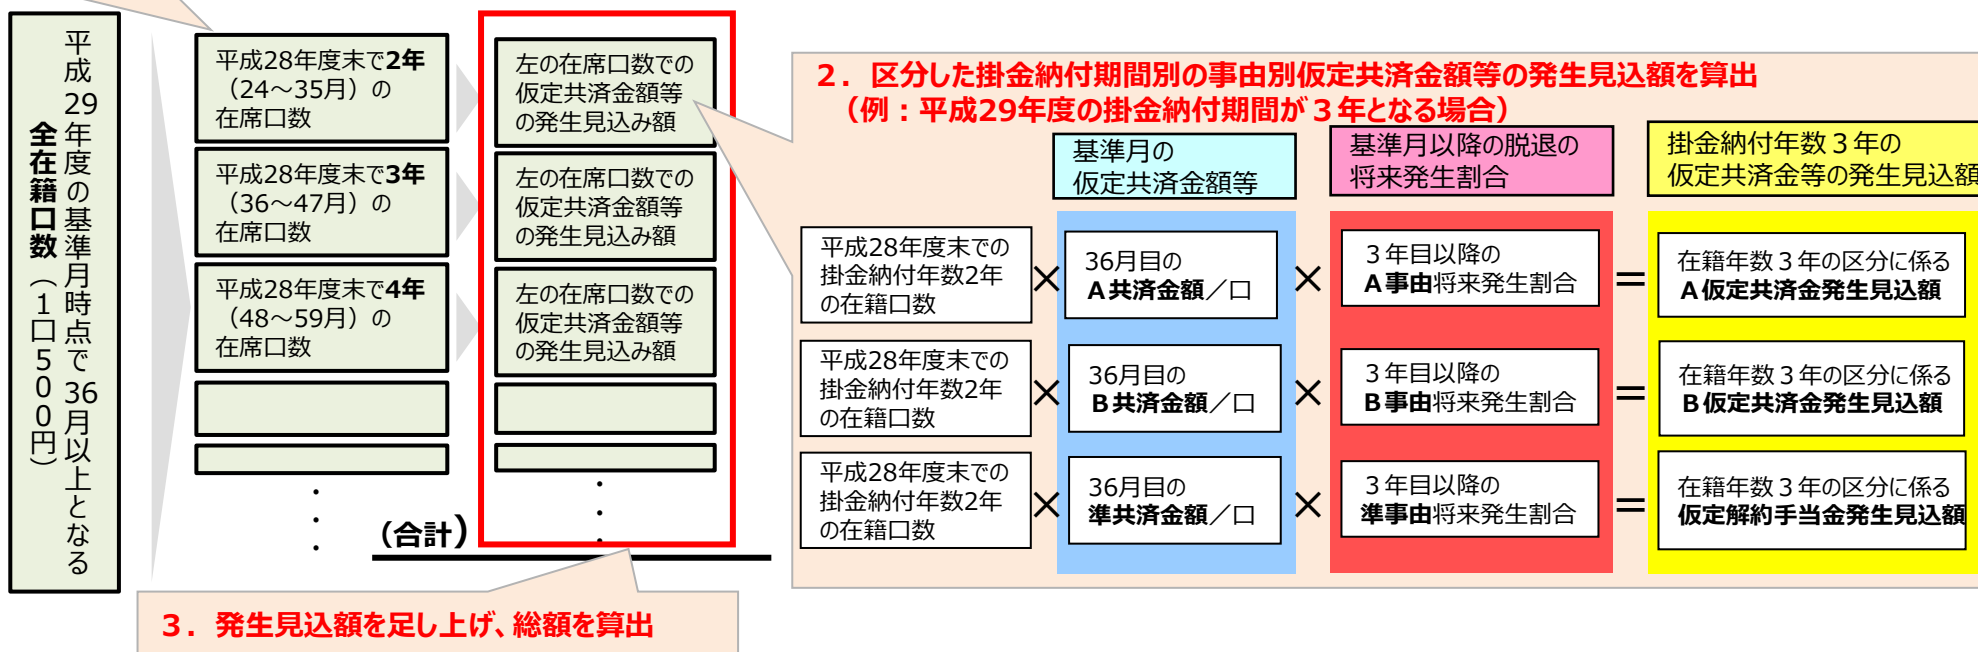 平成29年度の基準月時点で36月以上となる
全在籍口数（１口５００円）
平成28年度末で2年
（24～35月）の
在席口数
平成28年度末で3年
（36～47月）の
在席口数
平成28年度末で4年
（48～59月）の
在席口数
・
・
・
左の在席口数での
仮定共済金額等
の発生見込み額
左の在席口数での
仮定共済金額等
の発生見込み額
左の在席口数での
仮定共済金額等
の発生見込み額
・
・
・
（合計）
３．発生見込額を足し上げ、総額を算出
２．区分した掛金納付期間別の事由別仮定共済金額等の発生見込額を算出
（例：平成29年度の掛金納付期間が３年となる場合）
基準月の
仮定共済金額等
基準月以降の脱退の
将来発生割合
掛金納付年数３年の
仮定共済金等の発生見込額
平成28年度末での
掛金納付年数2年
の在籍口数
×
36月目の
Ａ共済金額／口
×
３年目以降の
Ａ事由将来発生割合
＝
在籍年数３年の区分に係る
Ａ仮定共済金発生見込額
平成28年度末での
掛金納付年数2年
の在籍口数
×
36月目の
Ｂ共済金額／口
×
３年目以降の
Ｂ事由将来発生割合
＝
在籍年数３年の区分に係る
Ｂ仮定共済金発生見込額
平成28年度末での
掛金納付年数2年
の在籍口数
×
36月目の
準共済金額／口
×
３年目以降の
準事由将来発生割合
＝
在籍年数３年の区分に係る
仮定解約手当金発生見込額